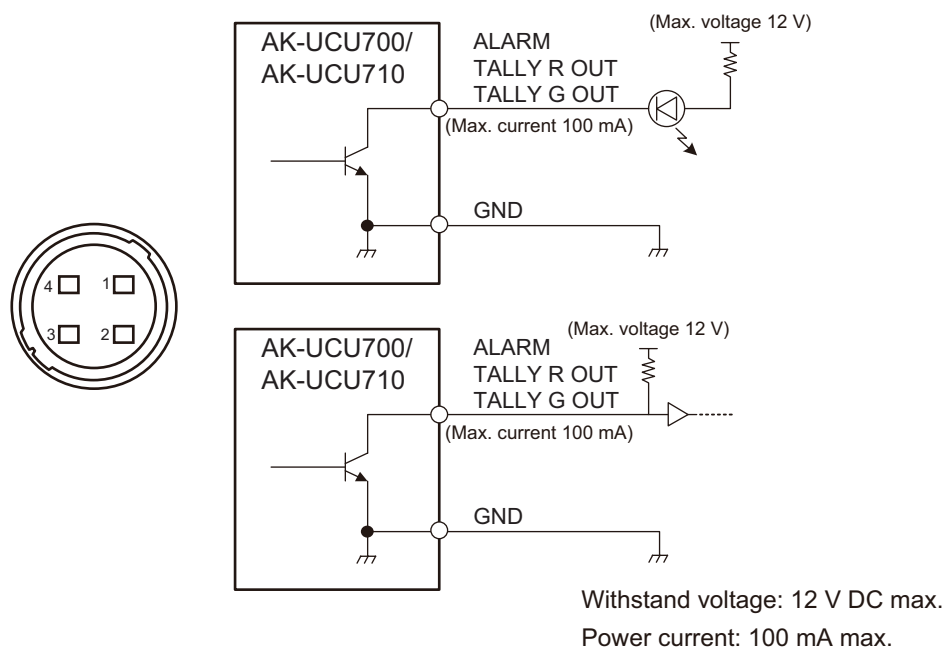 AK-UCU700/
AK-UCU710
ALARM
TALLY R OUT
TALLY G OUT
(Max. current 100 mA)
(Max. voltage 12 V)
GND
4
1
3
2
AK-UCU700/
AK-UCU710
ALARM
TALLY R OUT
TALLY G OUT
(Max. current 100 mA)
(Max. voltage 12 V)
GND
Withstand voltage: 12 V DC max.
Power current: 100 mA max.